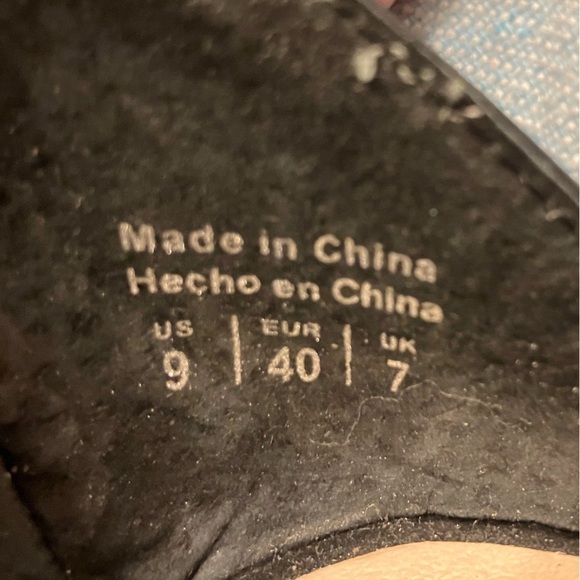 Made in China
Hecho en China
US | EUR | UK
9 | 40 | 7